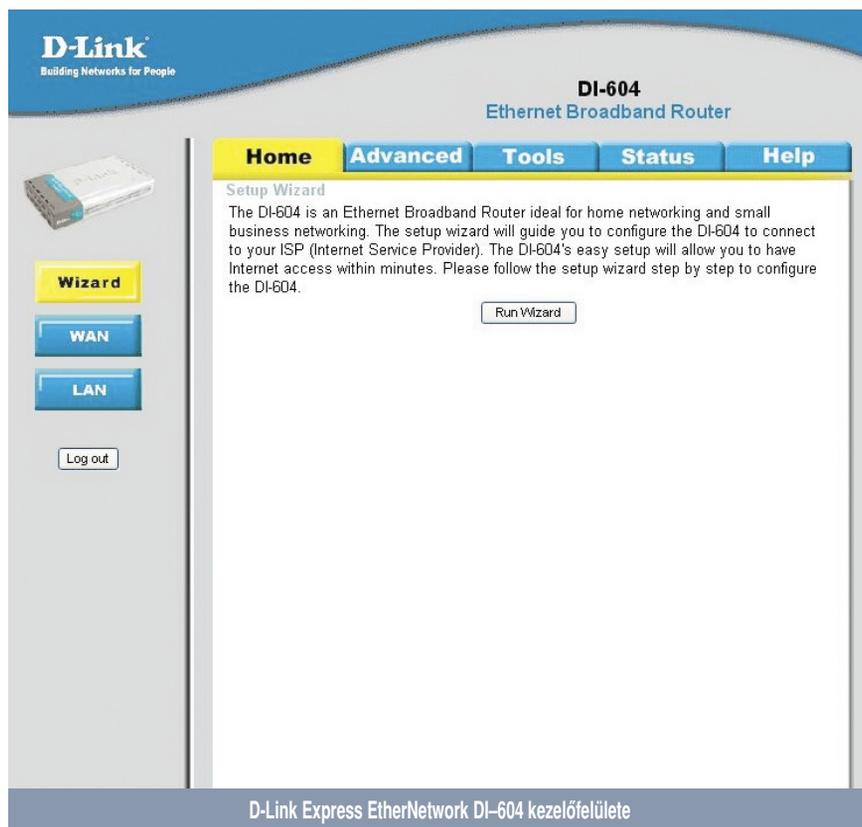 D-Link
Building Networks for People
DI-604
Ethernet Broadband Router
Home
Advanced
Tools
Status
Help
Wizard
WAN
LAN
Log out
Setup Wizard
The DI-604 is an Ethernet Broadband Router ideal for home networking and small
business networking. The setup wizard will guide you to configure the DI-604 to connect
to your ISP (Internet Service Provider). The DI-604's easy setup will allow you to have
Internet access within minutes. Please follow the setup wizard step by step to configure
the DI-604.
Run Wizard
D-Link Express EtherNetwork DI–604 kezelőfelülete